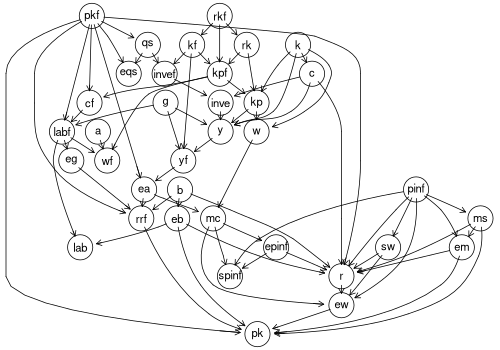 pkf
rkf
qs
kf
rk
k
eqs
invef
kpf
c
cf
g
inve
kp
labf
a
y
w
eg
wf
yf
ea
b
pinf
rrf
eb
mc
ms
lab
epinf
sw
em
spinf
r
ew
pk